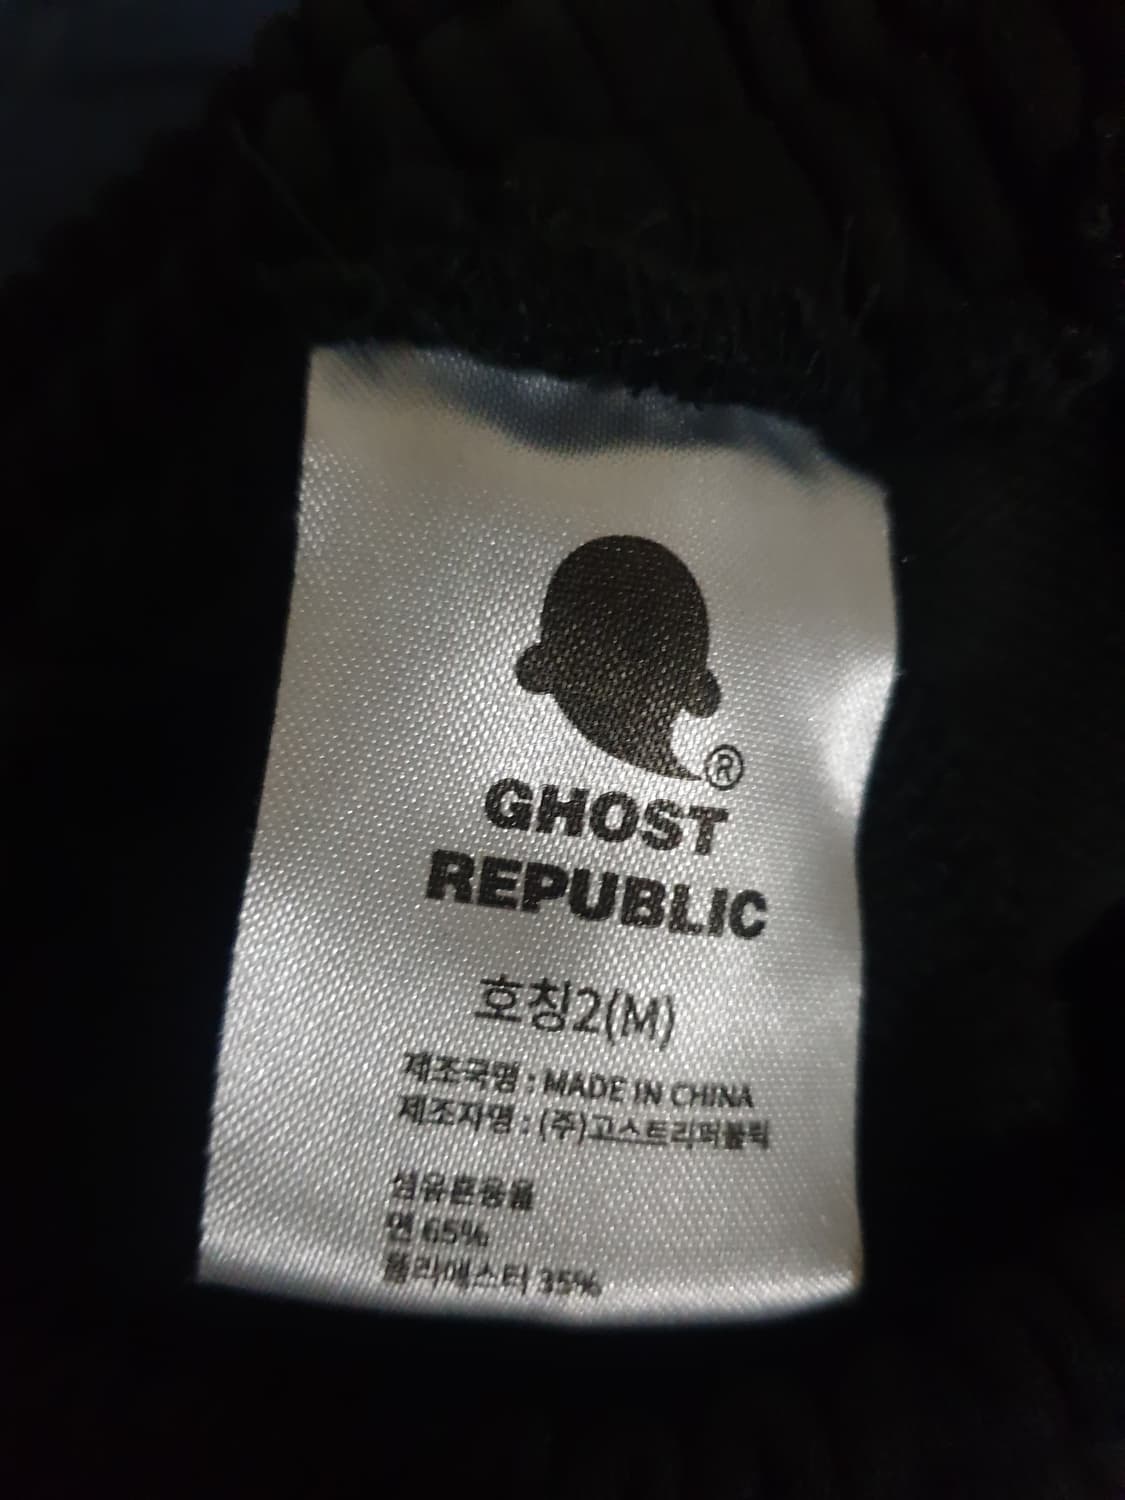 ®
GHOST
REPUBLIC
호칭2(M)
제조국명 : MADE IN CHINA
제조자명 : (주)고스트리퍼블릭
섬유혼용률
면 65%
폴리에스터 35%